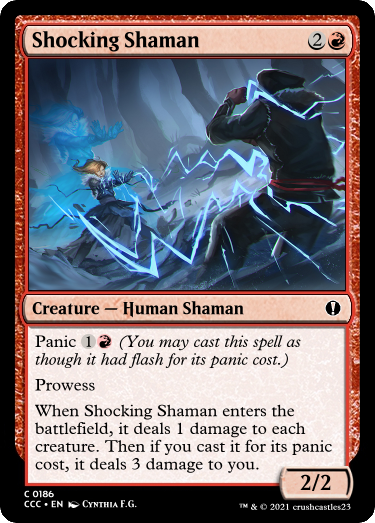 Shocking Shaman 2
Creature — Human Shaman
Panic 1 (You may cast this spell as
though it had flash for its panic cost.)
Prowess
When Shocking Shaman enters the
battlefield, it deals 1 damage to each
creature. Then if you cast it for its panic
cost, it deals 3 damage to you.
2/2
C 0186
CCC • EN Cynthia F.G.
™ & © 2021 crushcastles23